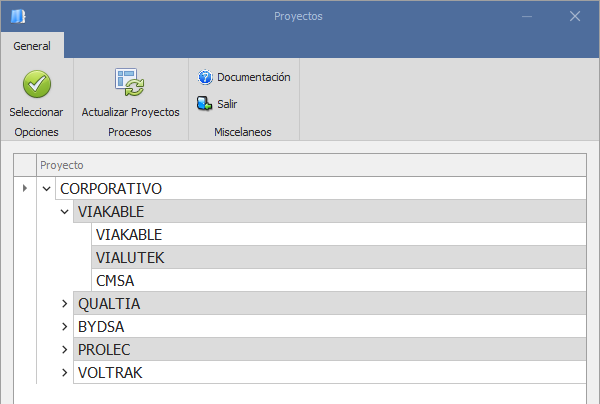 Proyectos
General
Seleccionar
Opciones
Actualizar Proyectos
Procesos
Documentación
Salir
Miscelaneos
Proyecto
CORPORATIVO
VIAKABLE
VIAKABLE
VIALUTEK
CMSA
QUALTIA
BYDSA
PROLEC
VOLTRAK